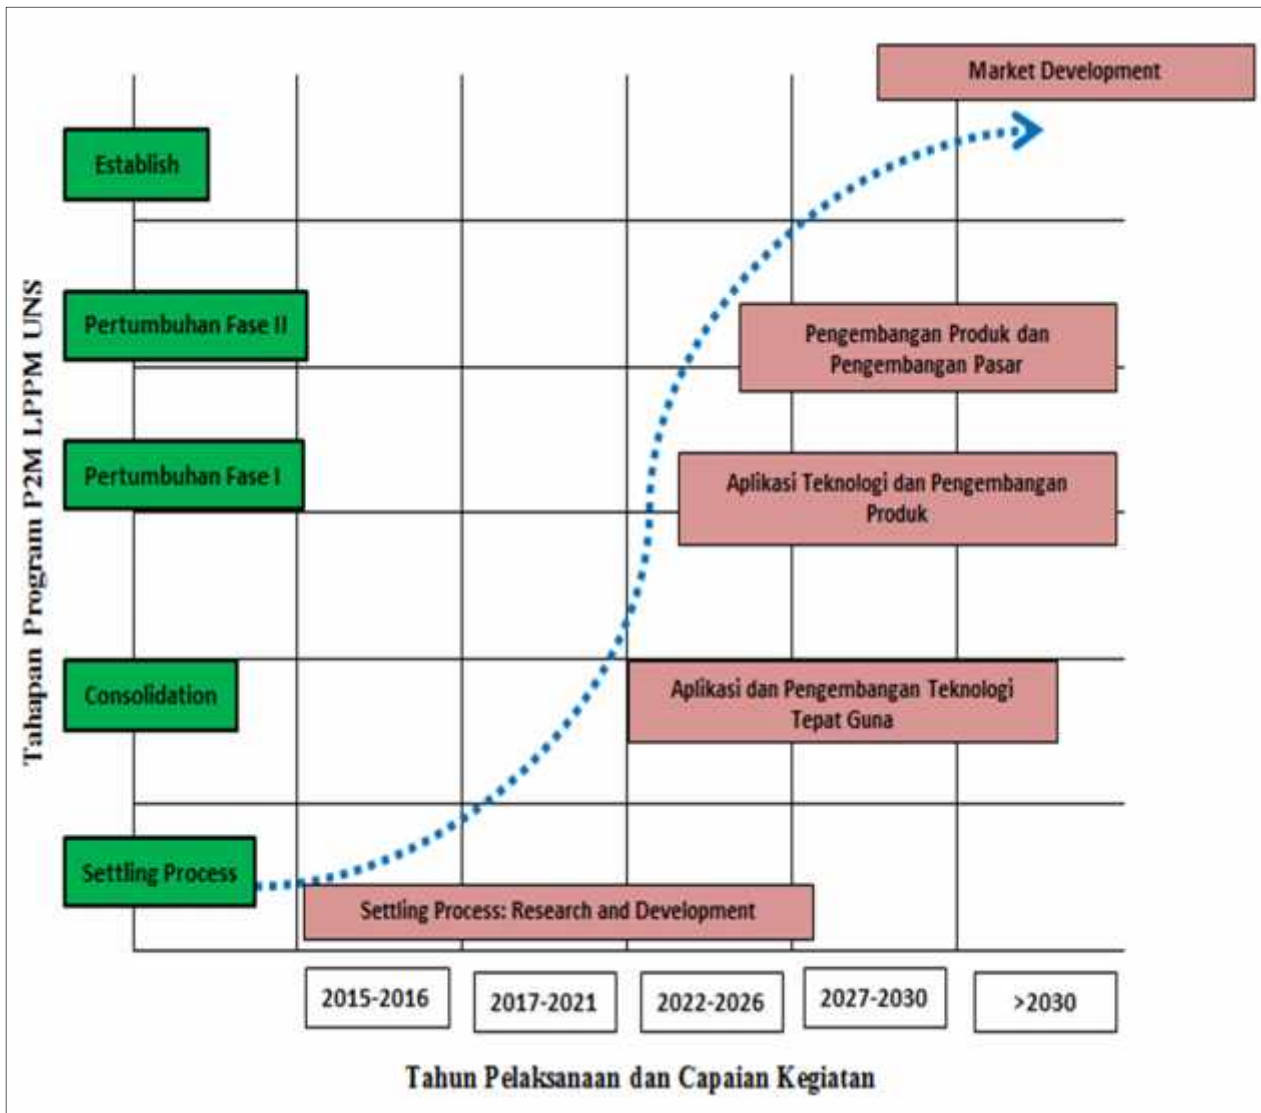 Market Development
Establish
Tahapan Program P2M LPPM UNS
Pertumbuhan Fase II
Pengembangan Produk dan
Pengembangan Pasar
Pertumbuhan Fase I
Aplikasi Teknologi dan Pengembangan
Produk
Consolidation
Aplikasi dan Pengembangan Teknologi
Tepat Guna
Settling Process
Settling Process: Research and Development
2015-2016
2017-2021
2022-2026
2027-2030
>2030
Tahun Pelaksanaan dan Capaian Kegiatan